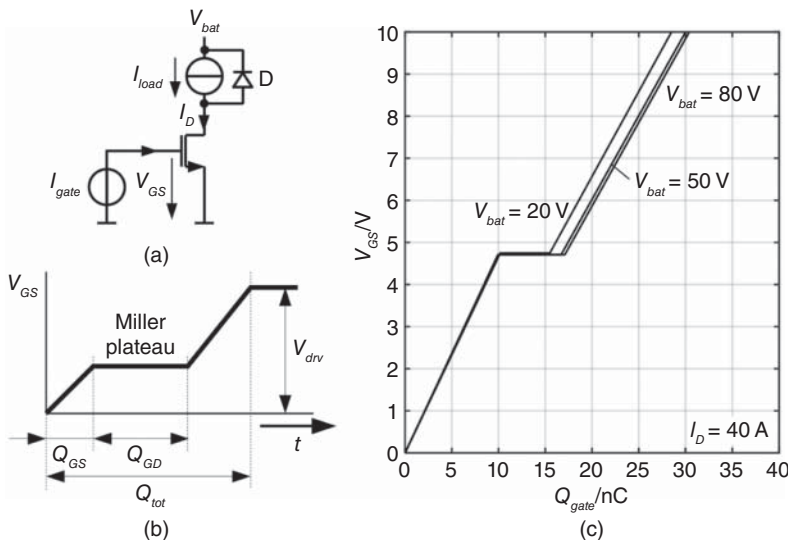 (a)
V_bat
I_load
D
I_D
I_gate
V_GS
(a)
V_GS
Miller
plateau
V_drv
t
Q_GS
Q_GD
Q_tot
(b)
(c)
10
9
8
7
6
5
4
3
2
1
0
V_GS/V
V_bat = 80 V
V_bat = 50 V
V_bat = 20 V
I_D = 40 A
0
5
10
15
20
25
30
35
40
Q_gate/nC
(c)